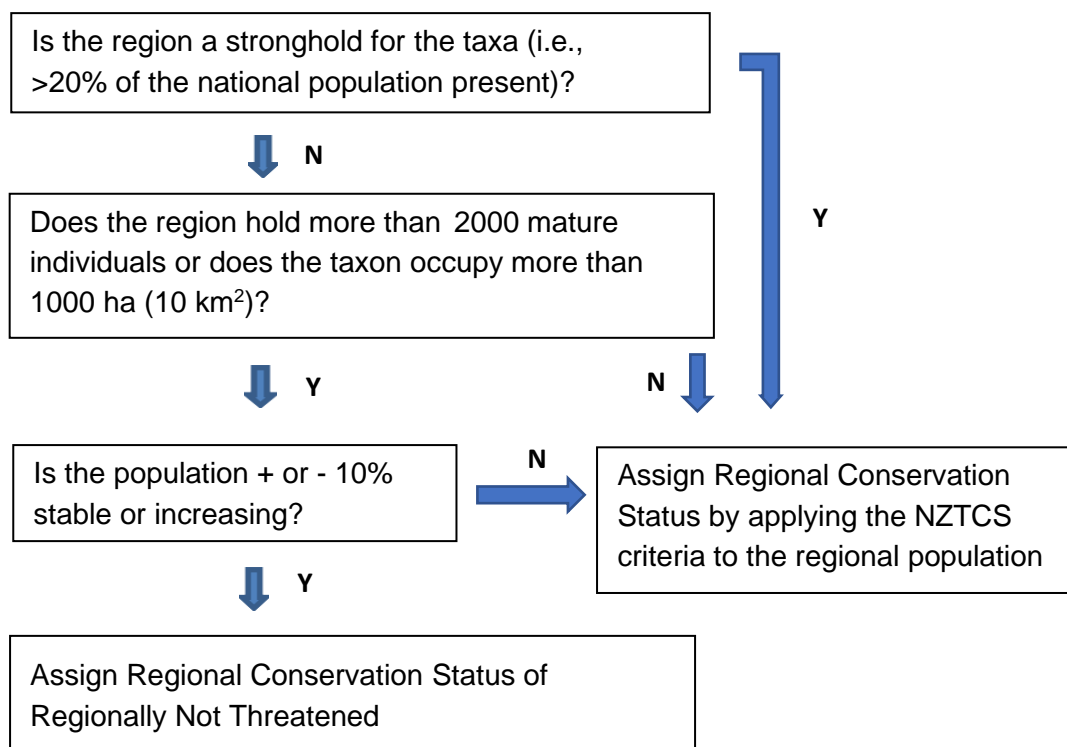 Is the region a stronghold for the taxa (i.e.,
>20% of the national population present)?
N
Y
Does the region hold more than 2000 mature
individuals or does the taxon occupy more than
1000 ha (10 km²)?
Y
N
Is the population + or - 10%
stable or increasing?
N
Assign Regional Conservation
Status by applying the NZTCS
criteria to the regional population
Y
Assign Regional Conservation Status of
Regionally Not Threatened